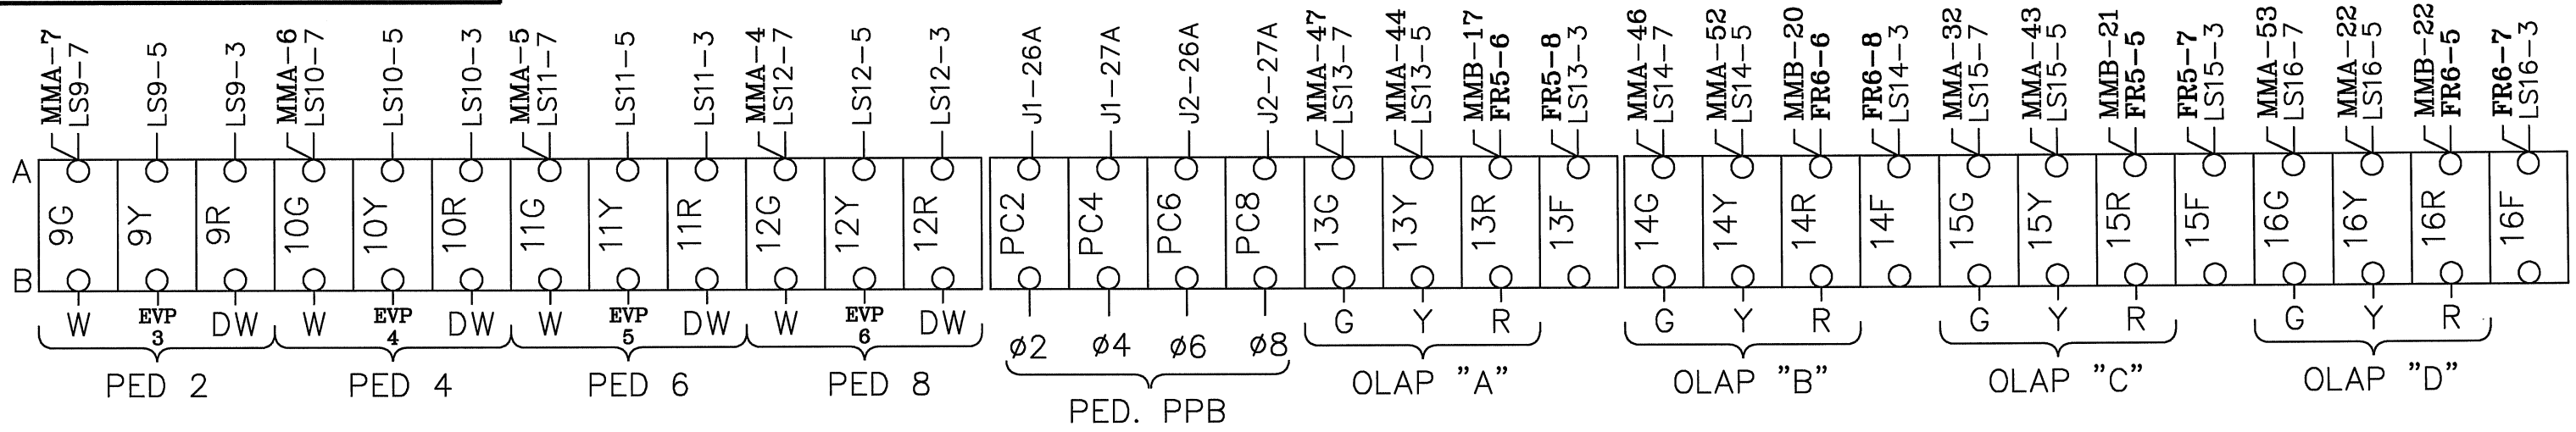 MMA-7 LS9-7 LS9-5 LS9-3 MMA-6 LS10-7 LS10-5 LS10-3 MMA-5 LS11-7 LS11-5 LS11-3 MMA-4 LS12-7 LS12-5 LS12-3 J1-26A J1-27A J2-26A J2-27A MMA-47 LS13-7 MMA-44 LS13-5 MMB-17 FR5-6 FR5-8 LS13-3 MMA-46 LS14-7 MMA-52 LS14-5 MMB-20 FR6-6 FR6-8 LS14-3 MMA-32 LS15-7 MMA-43 LS15-5 MMB-21 FR5-5 FR5-7 LS15-3 MMA-53 LS16-7 MMA-22 LS16-5 MMB-22 FR6-5 FR6-7 LS16-3
A
9G 9Y 9R 10G 10Y 10R 11G 11Y 11R 12G 12Y 12R PC2 PC4 PC6 PC8 13G 13Y 13R 13F 14G 14Y 14R 14F 15G 15Y 15R 15F 16G 16Y 16R 16F
B
W EVP 3 DW W EVP 4 DW W EVP 5 DW W EVP 6 DW ø2 ø4 ø6 ø8 G Y R G Y R G Y R G Y R
PED 2 PED 4 PED 6 PED 8 PED. PPB OLAP "A" OLAP "B" OLAP "C" OLAP "D"